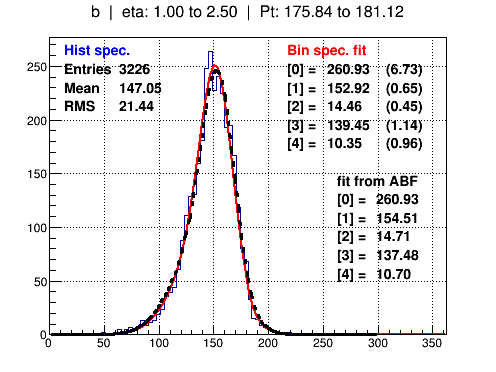 b | eta: 1.00 to 2.50 | Pt: 175.84 to 181.12
Hist spec.
Entries 3226
Mean 147.05
RMS 21.44
Bin spec. fit
[0] = 260.93 (6.73)
[1] = 152.92 (0.65)
[2] = 14.46 (0.45)
[3] = 139.45 (1.14)
[4] = 10.35 (0.96)
fit from ABF
[0] = 260.93
[1] = 154.51
[2] = 14.71
[3] = 137.48
[4] = 10.70
250
200
150
100
50
0
0 50 100 150 200 250 300 350